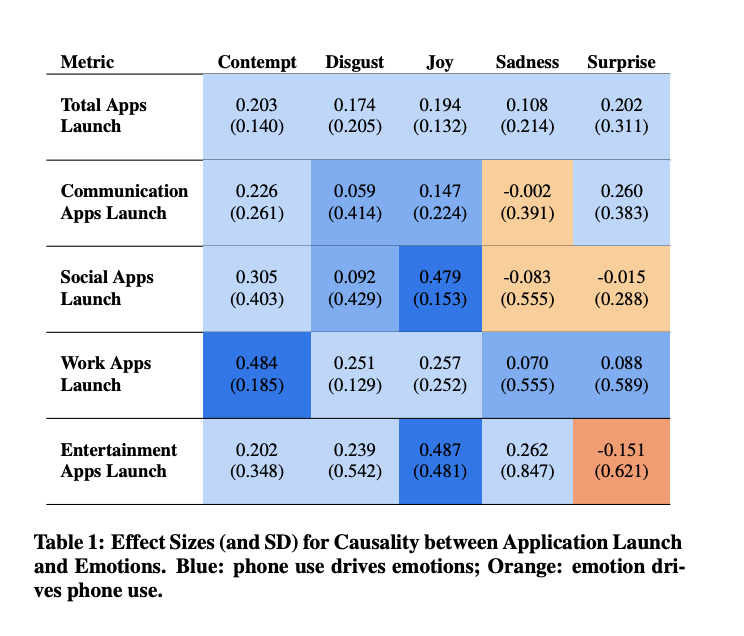 Metric Contempt Disgust Joy Sadness Surprise
Total Apps 0.203 0.174 0.194 0.108 0.202
Launch (0.140) (0.205) (0.132) (0.214) (0.311)
Communication 0.226 0.059 0.147 -0.002 0.260
Apps Launch (0.261) (0.414) (0.224) (0.391) (0.383)
Social Apps 0.305 0.092 0.479 -0.083 -0.015
Launch (0.403) (0.429) (0.153) (0.555) (0.288)
Work Apps 0.484 0.251 0.257 0.070 0.088
Launch (0.185) (0.129) (0.252) (0.555) (0.589)
Entertainment 0.202 0.239 0.487 0.262 -0.151
Apps Launch (0.348) (0.542) (0.481) (0.847) (0.621)
Table 1: Effect Sizes (and SD) for Causality between Application Launch
and Emotions. Blue: phone use drives emotions; Orange: emotion dri-
ves phone use.